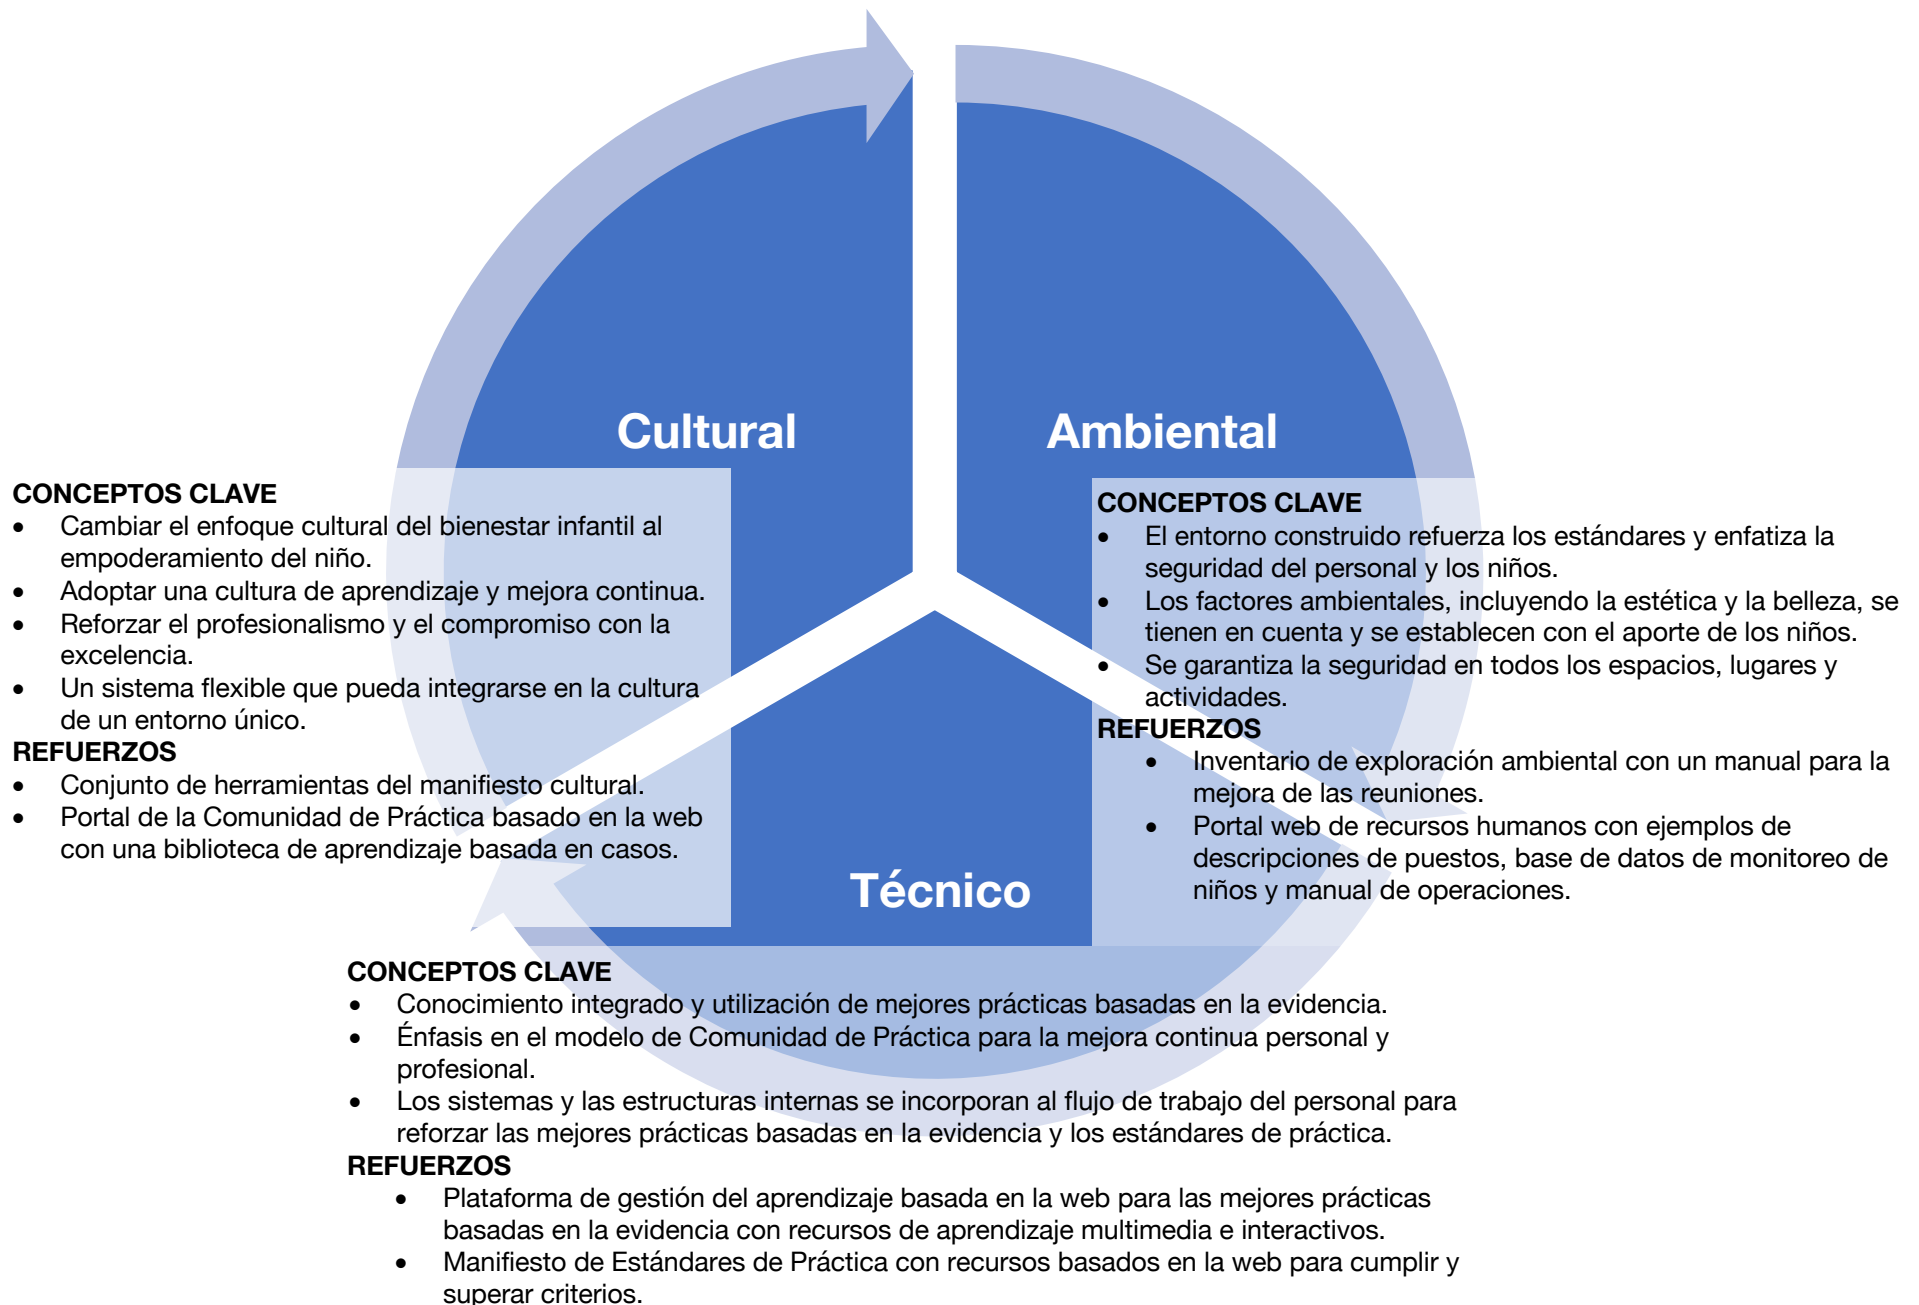 Cultural
Ambiental
Técnico
CONCEPTOS CLAVE
• Cambiar el enfoque cultural del bienestar infantil al
empoderamiento del niño.
• Adoptar una cultura de aprendizaje y mejora continua.
• Reforzar el profesionalismo y el compromiso con la
excelencia.
• Un sistema flexible que pueda integrarse en la cultura
de un entorno único.
REFUERZOS
• Conjunto de herramientas del manifiesto cultural.
• Portal de la Comunidad de Práctica basado en la web
con una biblioteca de aprendizaje basada en casos.
CONCEPTOS CLAVE
• El entorno construido refuerza los estándares y enfatiza la
seguridad del personal y los niños.
• Los factores ambientales, incluyendo la estética y la belleza, se
tienen en cuenta y se establecen con el aporte de los niños.
• Se garantiza la seguridad en todos los espacios, lugares y
actividades.
REFUERZOS
• Inventario de exploración ambiental con un manual para la
mejora de las reuniones.
• Portal web de recursos humanos con ejemplos de
descripciones de puestos, base de datos de monitoreo de
niños y manual de operaciones.
CONCEPTOS CLAVE
• Conocimiento integrado y utilización de mejores prácticas basadas en la evidencia.
• Énfasis en el modelo de Comunidad de Práctica para la mejora continua personal y
profesional.
• Los sistemas y las estructuras internas se incorporan al flujo de trabajo del personal para
reforzar las mejores prácticas basadas en la evidencia y los estándares de práctica.
REFUERZOS
• Plataforma de gestión del aprendizaje basada en la web para las mejores prácticas
basadas en la evidencia con recursos de aprendizaje multimedia e interactivos.
• Manifiesto de Estándares de Práctica con recursos basados en la web para cumplir y
superar criterios.